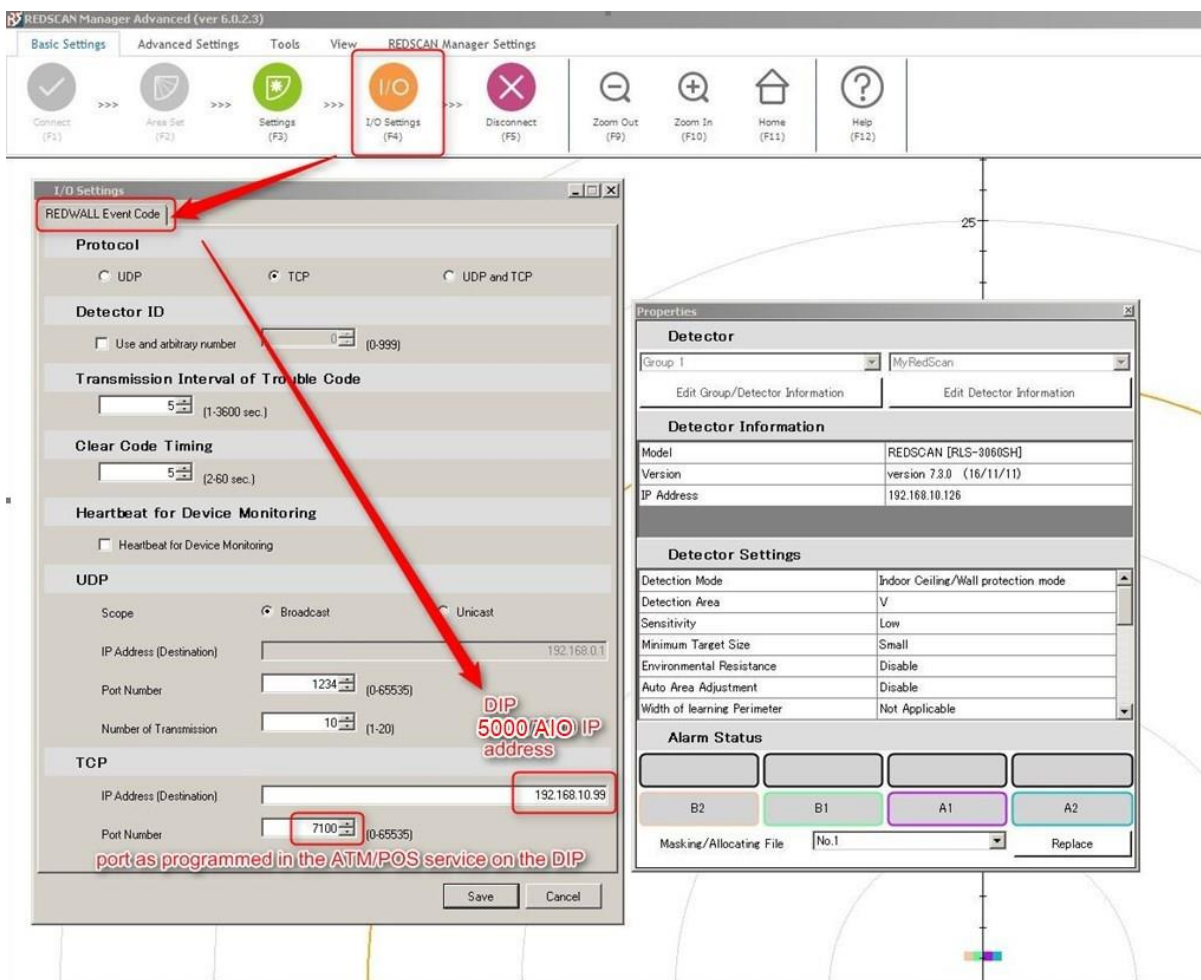 REDSCAN Manager Advanced (ver 6.0.2.3)
Basic Settings Advanced Settings Tools View REDSCAN Manager Settings
I/O
>>> >>> >>> >>>
Connect Area Set Settings I/O Settings Disconnect Zoom Out Zoom In Home Help
(F1) (F2) (F3) (F4) (F5) (F9) (F10) (F11) (F12)
25
I/O Settings
REDWALL Event Code
Protocol
UDP TCP UDP and TCP
Detector ID
Use and arbitrary number 0 (0-999)
Transmission Interval of Trouble Code
5 (1-3600 sec.)
Clear Code Timing
5 (2-60 sec.)
Heartbeat for Device Monitoring
Heartbeat for Device Monitoring
UDP
Scope Broadcast Unicast
IP Address (Destination) 192.168.0.1
Port Number 1234 (0-65535)
Number of Transmission 10 (1-20)
DIP
5000 AIO IP
address
TCP
IP Address (Destination) 192.168.10.99
Port Number 7100 (0-65535)
port as programmed in the ATM/POS service on the DIP
Save Cancel
Properties
Detector
Group 1 MyRedScan
Edit Group/Detector Information Edit Detector Information
Detector Information
Model REDSCAN [RLS-3060SH]
Version version 7.3.0 (16/11/11)
IP Address 192.168.10.126
Detector Settings
Detection Mode Indoor Ceiling/Wall protection mode
Detection Area V
Sensitivity Low
Minimum Target Size Small
Environmental Resistance Disable
Auto Area Adjustment Disable
Width of learning Perimeter Not Applicable
Alarm Status
B2 B1 A1 A2
Masking/Allocating File No.1 Replace